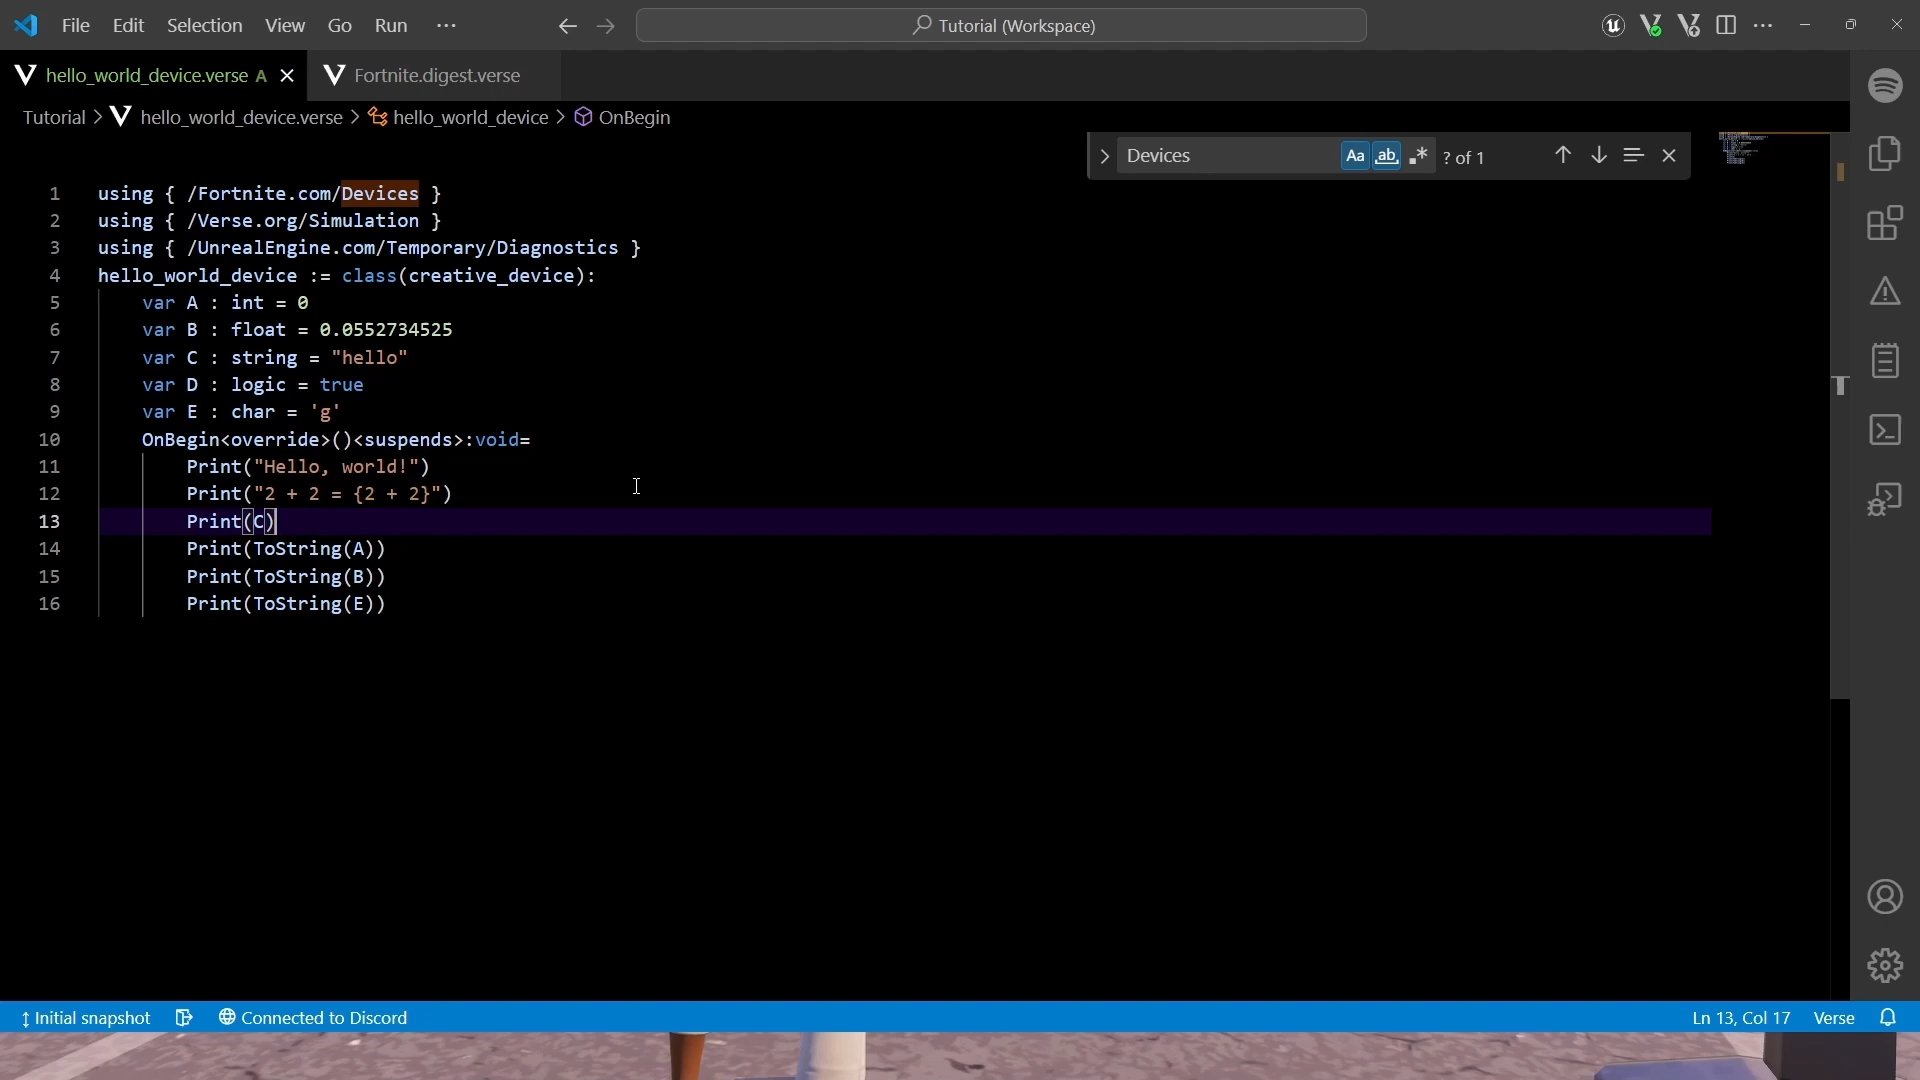 File Edit Selection View Go Run ···
Tutorial (Workspace)
hello_world_device.verse A
Fortnite.digest.verse
Tutorial > hello_world_device.verse > hello_world_device > OnBegin
Devices Aa ab ? of 1
1 using { /Fortnite.com/Devices }
2 using { /Verse.org/Simulation }
3 using { /UnrealEngine.com/Temporary/Diagnostics }
4 hello_world_device := class(creative_device):
5 var A : int = 0
6 var B : float = 0.0552734525
7 var C : string = "hello"
8 var D : logic = true
9 var E : char = 'g'
10 OnBegin<override>()<suspends>:void=
11 Print("Hello, world!")
12 Print("2 + 2 = {2 + 2}")
13 Print(C)
14 Print(ToString(A))
15 Print(ToString(B))
16 Print(ToString(E))
Initial snapshot Connected to Discord Ln 13, Col 17 Verse